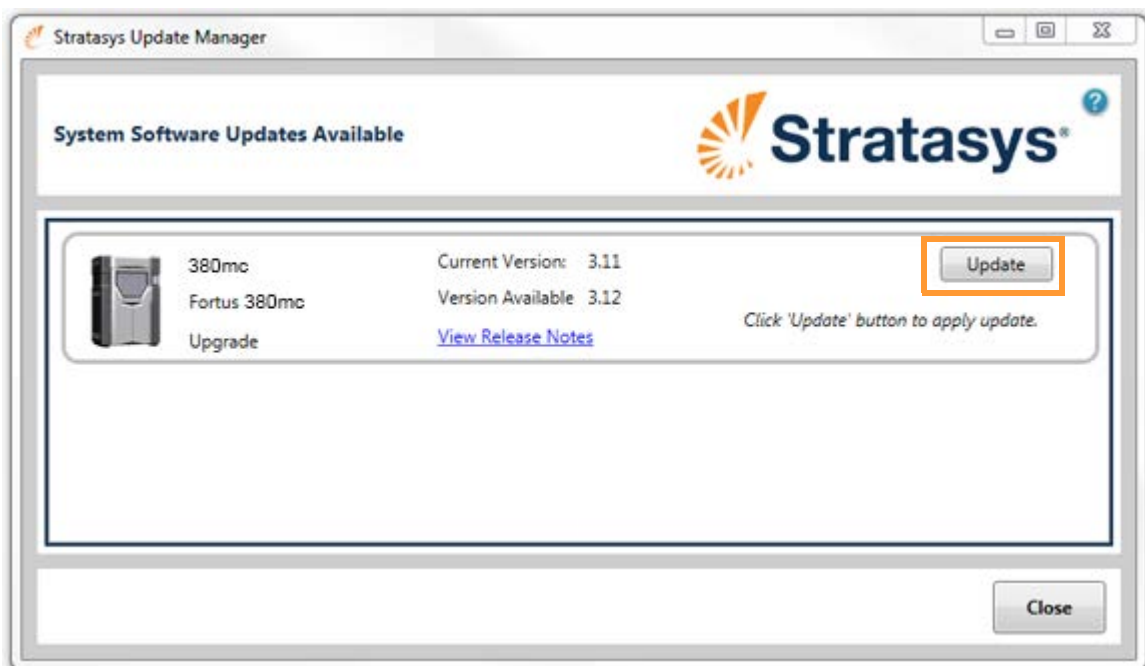 Stratasys Update Manager
System Software Updates Available
Stratasys®
?
380mc
Current Version: 3.11
Update
Fortus 380mc
Version Available 3.12
Click 'Update' button to apply update.
Upgrade
View Release Notes
Close